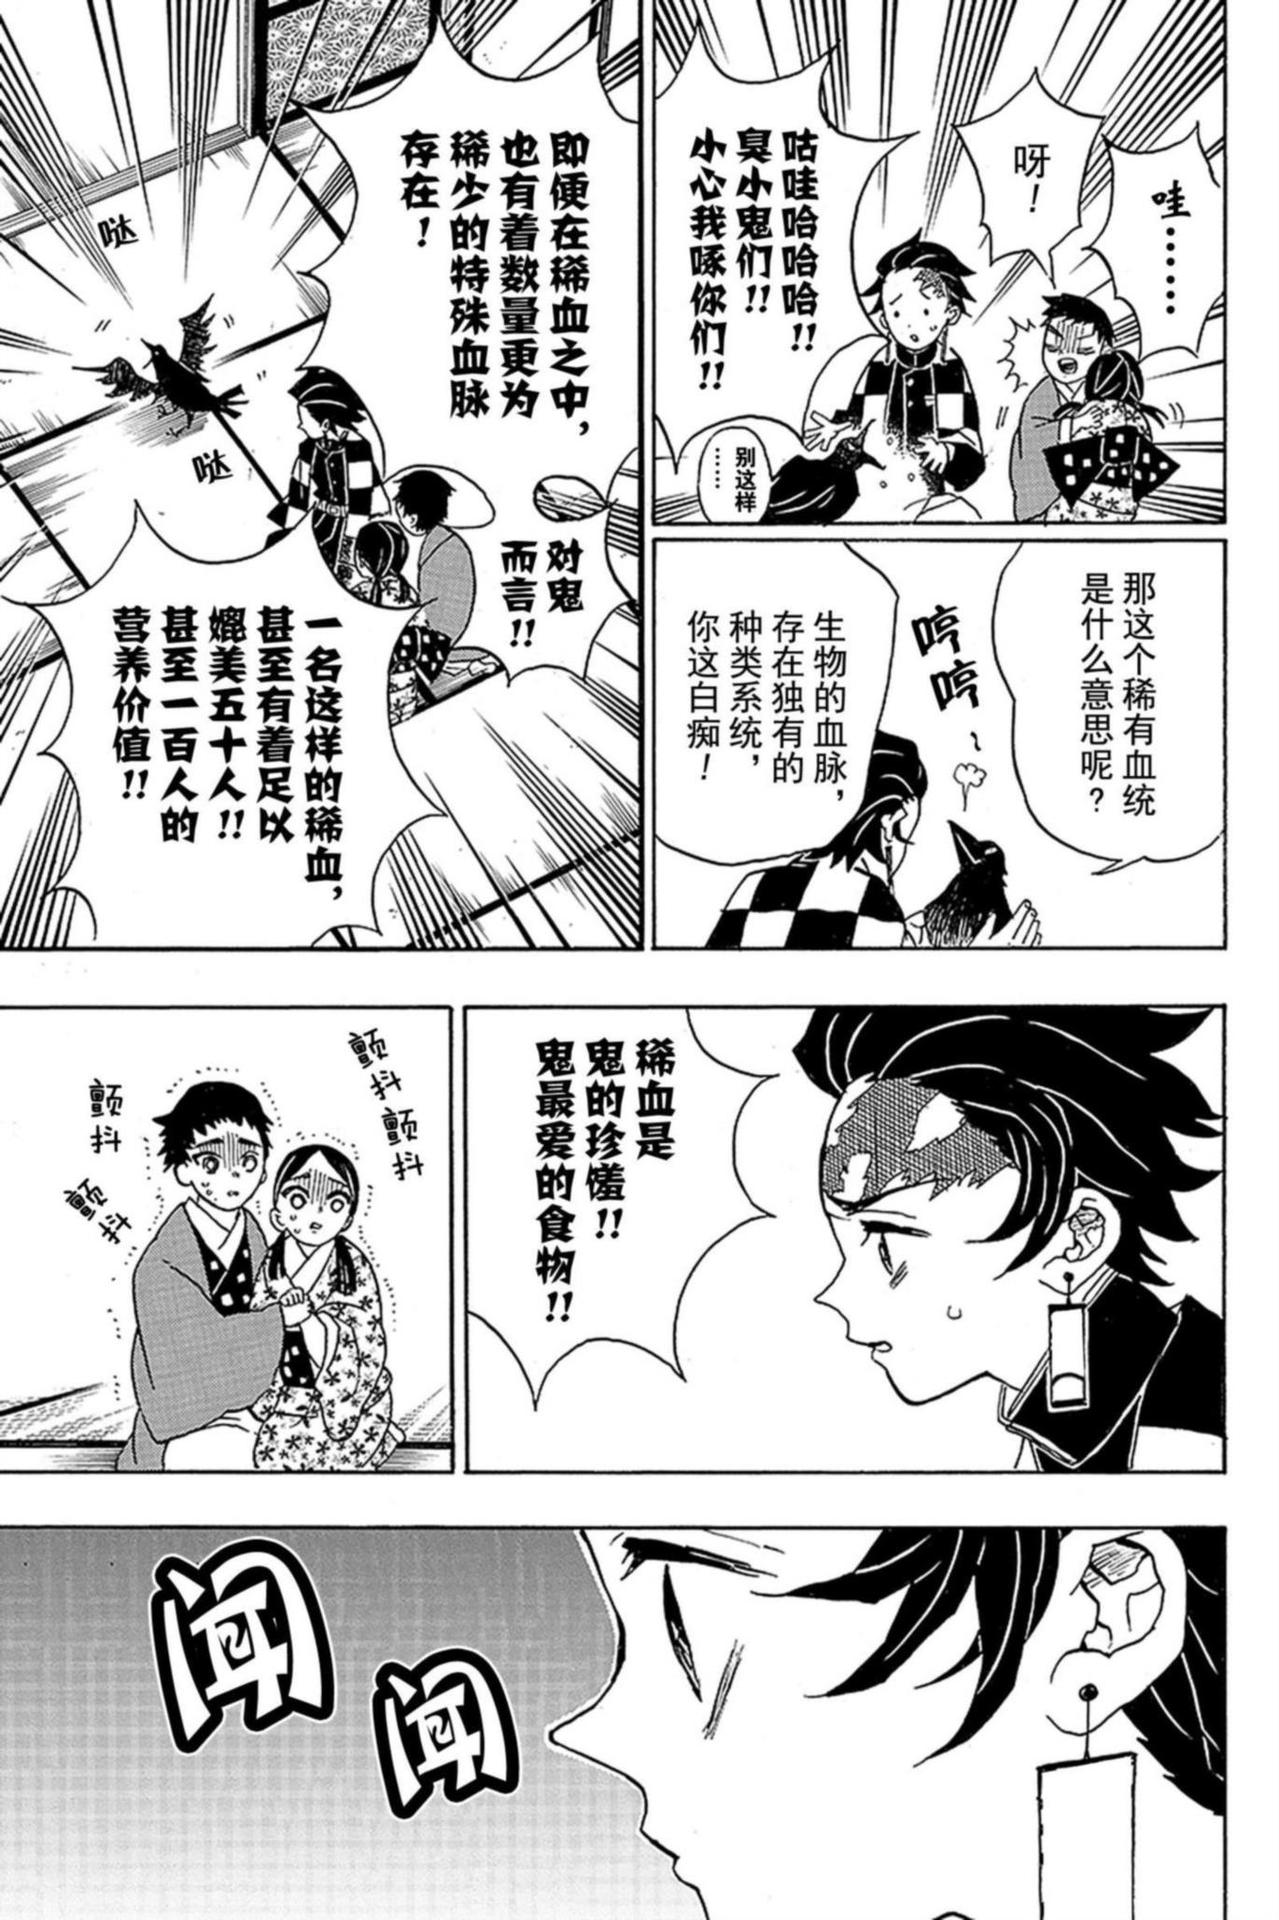 哇……
呀！
咕哇哈哈哈！！
臭小鬼们！！
小心我啄你们！！
别这样
……
那这个稀有血统
是什么意思呢？
哼
哼～
生物的血脉，
存在独有的
种类系统，
你这白痴！
即便在稀血之中，
也有着数量更为
稀少的特殊血脉
存在！
哒
哒
对鬼
而言！！
一名这样的稀血，
甚至有着足以
媲美五十人！！
甚至一百人的
营养价值！！
稀血是
鬼的珍馐！！
鬼最爱的食物！！
颤
抖
颤
抖
颤
抖
颤
抖
闻
闻